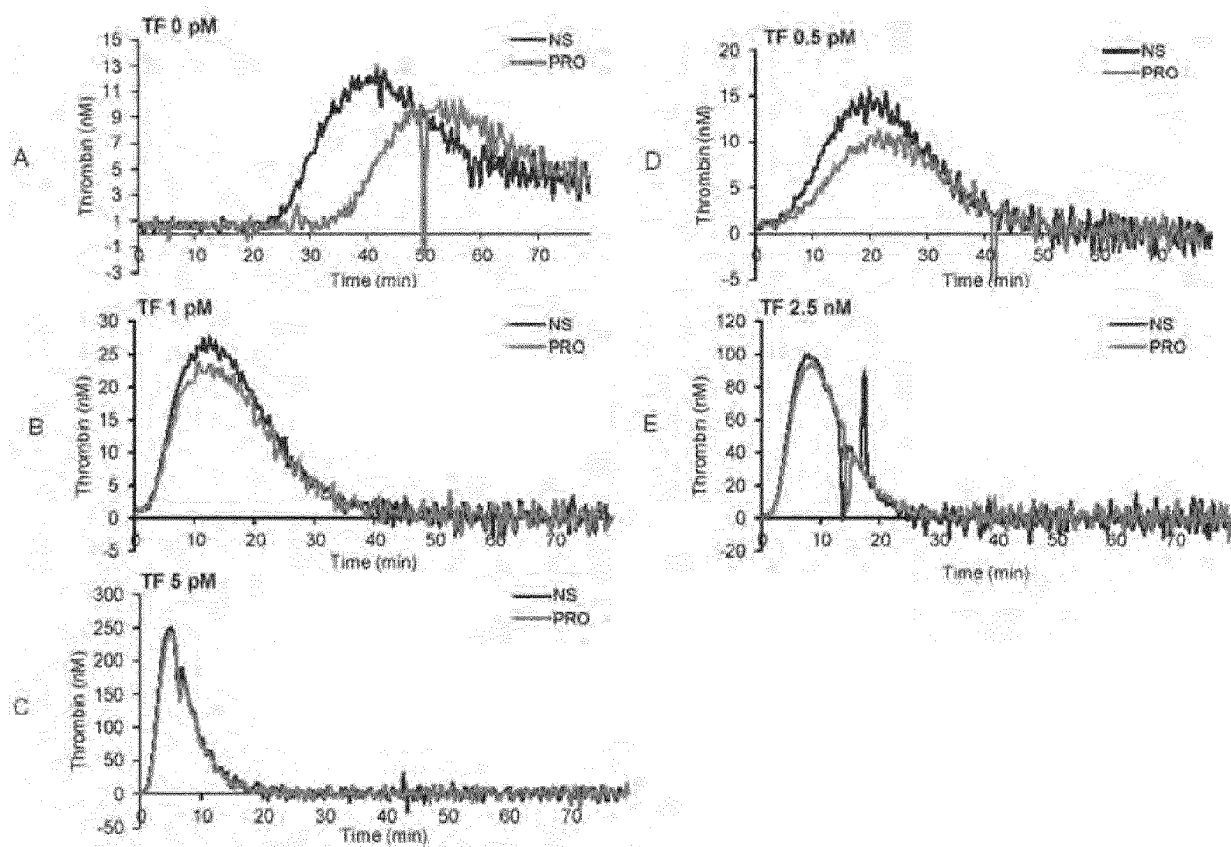 TF 0 pM
NS
PRO
15
13
11
9
7
5
3
1
-1
-3
0 10 20 30 40 50 60 70
Thrombin (nM)
Time (min)
A
TF 0.5 pM
NS
PRO
20
15
10
5
0
-5
0 10 20 30 40 50 60 70
Thrombin (nM)
Time (min)
D
TF 1 pM
NS
PRO
30
25
20
15
10
5
0
-5
0 10 20 30 40 50 60 70
Thrombin (nM)
Time (min)
B
TF 2.5 nM
NS
PRO
120
100
80
60
40
20
0
20
0 10 20 30 40 50 60 70
Thrombin (nM)
Time (min)
E
TF 5 pM
NS
PRO
300
250
200
150
100
50
0
-50
0 10 20 30 40 50 60 70
Thrombin (nM)
Time (min)
C